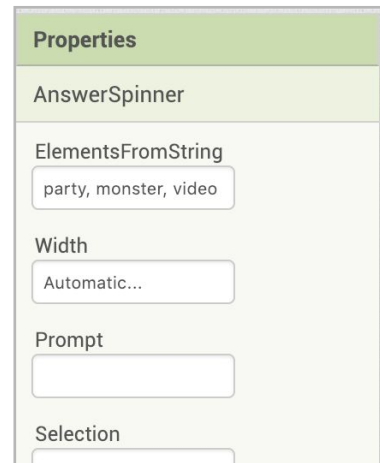 Properties
AnswerSpinner
ElementsFromString
party, monster, video
Width
Automatic...
Prompt
Selection